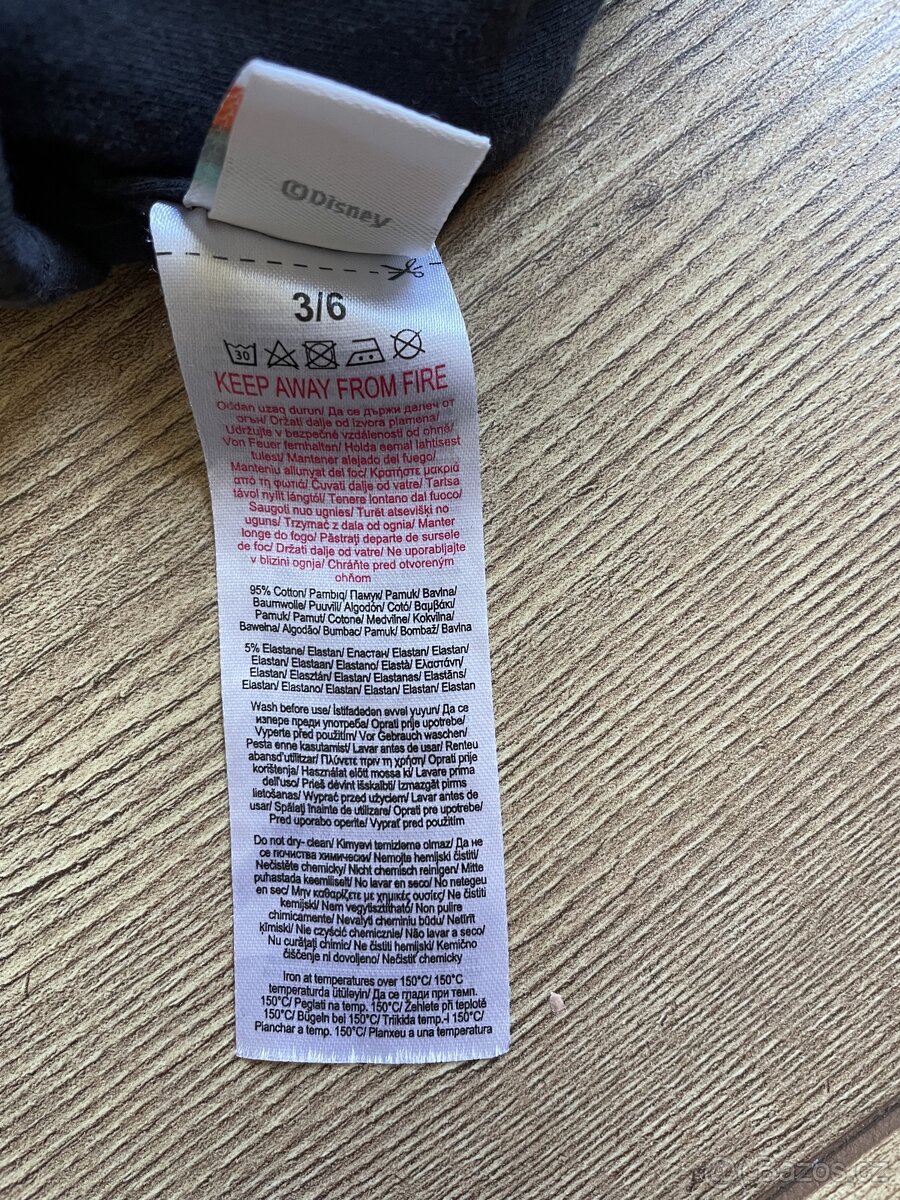 ©Disney
3/6
30
KEEP AWAY FROM FIRE
Oddan uzaq durun/ Да се държи далеч от
огън/ Držati dalje od izvora plamena/
Udržujte v bezpečné vzdálenosti od ohně/
Von Feuer fernhalten/ Hoida eemal lahtisest
tulest/ Mantener alejado del fuego/
Manteniu allunyat del foc/ Κρατήστε μακριά
από τη φωτιά/ Čuvati dalje od vatre/ Tartsa
távol nyílt lángtól/ Tenere lontano dal fuoco/
Saugoti nuo ugnies/ Turēt atsevišķi no
uguns/ Trzymać z dala od ognia/ Manter
longe do fogo/ Păstrați departe de sursele
de foc/ Držati dalje od vatre/ Ne uporabljajte
v blizini ognja/ Chráňte pred otvoreným
ohňom
95% Cotton/ Pambıq/ Памук/ Pamuk/ Bavlna/
Baumwolle/ Puuvill/ Algodón/ Cotó/ Βαμβάκι/
Pamuk/ Pamut/ Cotone/ Medvilne/ Kokvilna/
Bawełna/ Algodão/ Bumbac/ Pamuk/ Bombaž/ Bavlna
5% Elastane/ Elastan/ Еластан/ Elastan/ Elastan/
Elastan/ Elastaan/ Elastano/ Elastà/ Ελαστάνη/
Elastan/ Elasztán/ Elastan/ Elastanas/ Elastāns/
Elastan/ Elastano/ Elastan/ Elastan/ Elastan/ Elastan
Wash before use/ İstifadədən əvvəl yuyun/ Да се
изпере преди употреба/ Oprati prije upotrebe/
Vyperte před použitím/ Vor Gebrauch waschen/
Pesta enne kasutamist/ Lavar antes de usar/ Renteu
abansd'utilitzar/ Πλύνετε πριν τη χρήση/ Oprati prije
korištenja/ Használat előtt mossa ki/ Lavare prima
dell'uso/ Prieš dėvint išskalbti/ Izmazgāt pirms
lietošanas/ Wyprać przed użyciem/ Lavar antes de
usar/ Spălați înainte de utilizare/ Oprati pre upotrebe/
Pred uporabo operite/ Vyprať pred použitím
Do not dry- clean/ Kimyəvi təmizləmə olmaz/ Да не
се почиства химически/ Nemojte hemijski čistiti/
Nečistěte chemicky/ Nicht chemisch reinigen/ Mitte
puhastada keemiliselt/ No lavar en seco/ No netegeu
en sec/ Μην καθαρίζετε με χημικές ουσίες/ Ne čistiti
kemijski/ Nem vegytisztítható/ Non pulire
chimicamente/ Nevalyti cheminiu būdu/ Netīrīt
ķīmiski/ Nie czyścić chemicznie/ Não lavar a seco/
Nu curățați chimic/ Ne čistiti hemijski/ Kemično
čiščenje ni dovoljeno/ Nečistiť chemicky
Iron at temperatures over 150°C/ 150°C
temperaturda ütüləyin/ Да се глади при темп.
150°C/ Peglati na temp. 150°C/ Žehlete při teplotě
150°C/ Bügeln bei 150°C/ Triikida temp.-l 150°C/
Planchar a temp. 150°C/ Planxeu a una temperatura
Bazos.cz